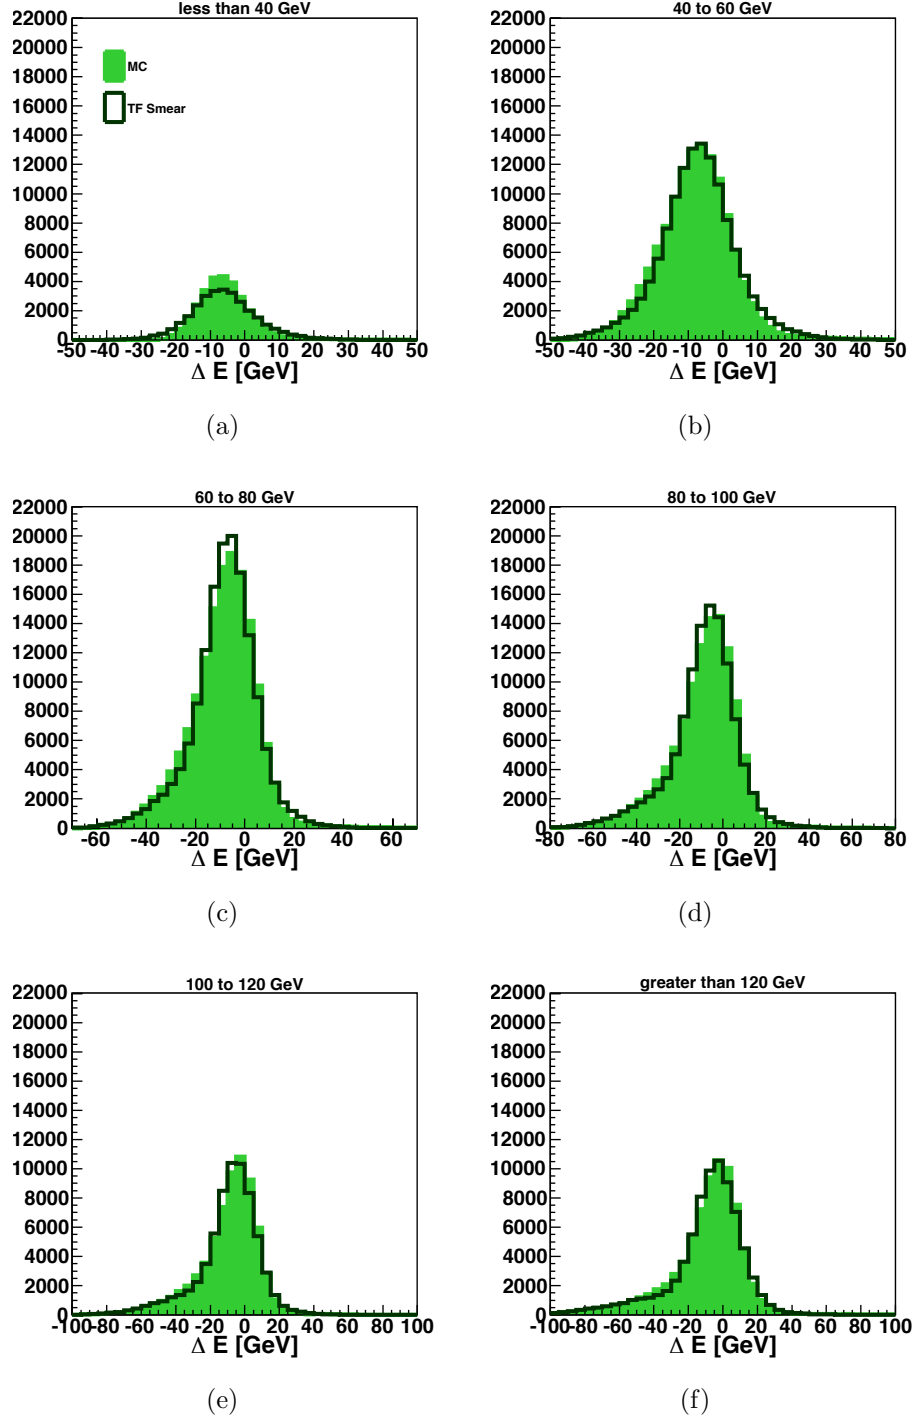 less than 40 GeV
22000
20000
18000
16000
14000
12000
10000
8000
6000
4000
2000
0
MC
TF Smear
-50 -40 -30 -20 -10 0 10 20 30 40 50
Δ E [GeV]
(a)
40 to 60 GeV
22000
20000
18000
16000
14000
12000
10000
8000
6000
4000
2000
0
-50 -40 -30 -20 -10 0 10 20 30 40 50
Δ E [GeV]
(b)
60 to 80 GeV
22000
20000
18000
16000
14000
12000
10000
8000
6000
4000
2000
0
-60 -40 -20 0 20 40 60
Δ E [GeV]
(c)
80 to 100 GeV
22000
20000
18000
16000
14000
12000
10000
8000
6000
4000
2000
0
-80 -60 -40 -20 0 20 40 60 80
Δ E [GeV]
(d)
100 to 120 GeV
22000
20000
18000
16000
14000
12000
10000
8000
6000
4000
2000
0
-100 -80 -60 -40 -20 0 20 40 60 80 100
Δ E [GeV]
(e)
greater than 120 GeV
22000
20000
18000
16000
14000
12000
10000
8000
6000
4000
2000
0
-100 -80 -60 -40 -20 0 20 40 60 80 100
Δ E [GeV]
(f)